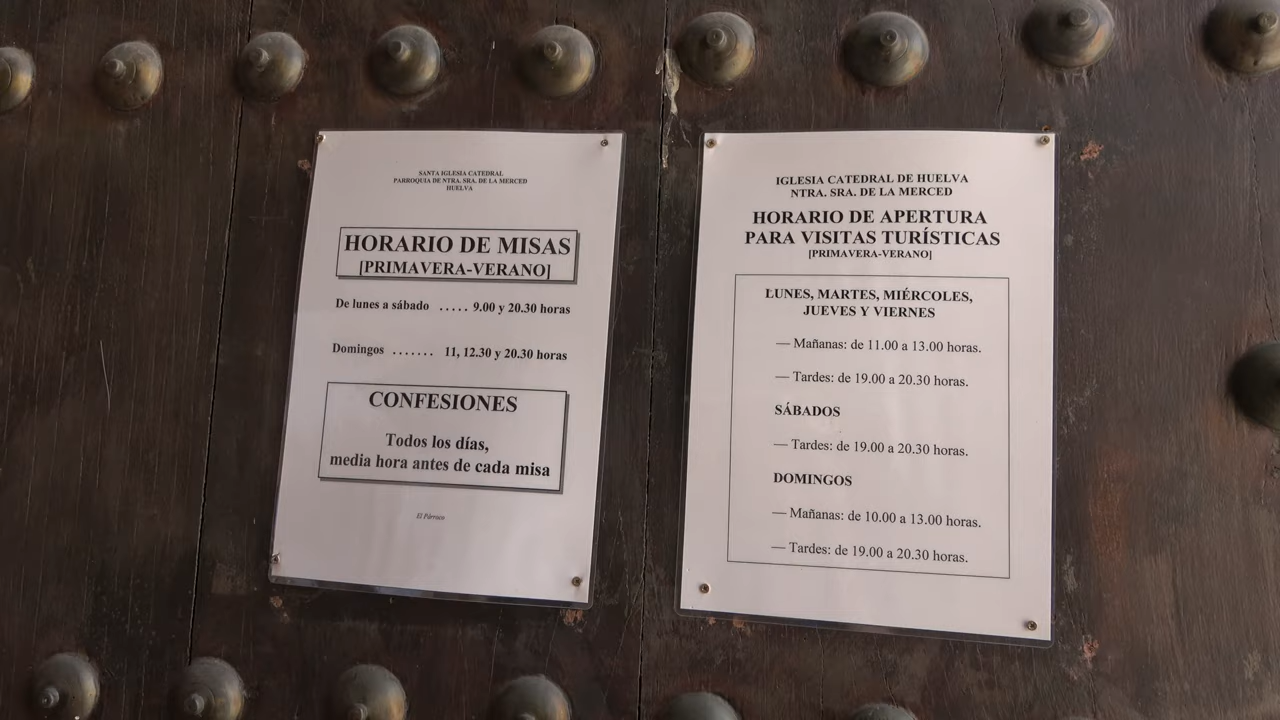 SANTA IGLESIA CATEDRAL
PARROQUIA DE NTRA. SRA. DE LA MERCED
HUELVA
HORARIO DE MISAS
[PRIMAVERA-VERANO]
De lunes a sábado ..... 9.00 y 20.30 horas
Domingos ....... 11, 12.30 y 20.30 horas
CONFESIONES
Todos los días,
media hora antes de cada misa
El Párroco
IGLESIA CATEDRAL DE HUELVA
NTRA. SRA. DE LA MERCED
HORARIO DE APERTURA
PARA VISITAS TURÍSTICAS
[PRIMAVERA-VERANO]
LUNES, MARTES, MIÉRCOLES,
JUEVES Y VIERNES
— Mañanas: de 11.00 a 13.00 horas.
— Tardes: de 19.00 a 20.30 horas.
SÁBADOS
— Tardes: de 19.00 a 20.30 horas.
DOMINGOS
— Mañanas: de 10.00 a 13.00 horas.
— Tardes: de 19.00 a 20.30 horas.